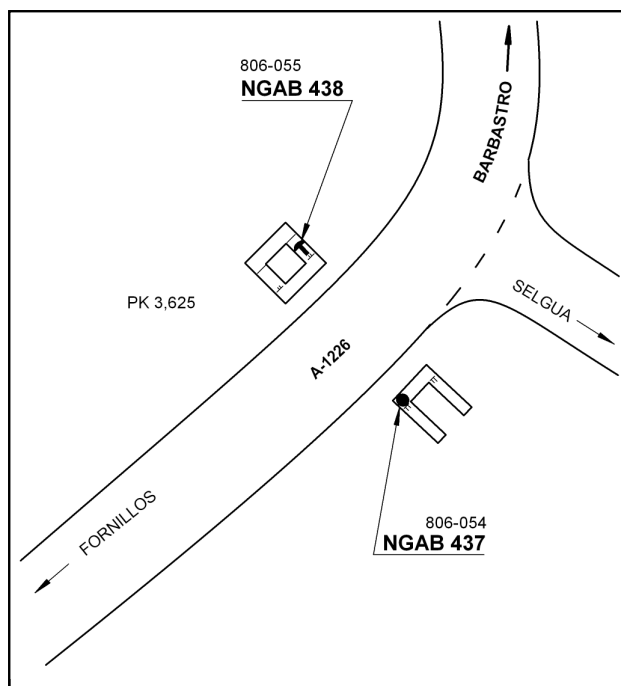 806-055
NGAB 438
BARBASTRO
SELGUA
PK 3,625
A-1226
FORNILLOS
806-054
NGAB 437